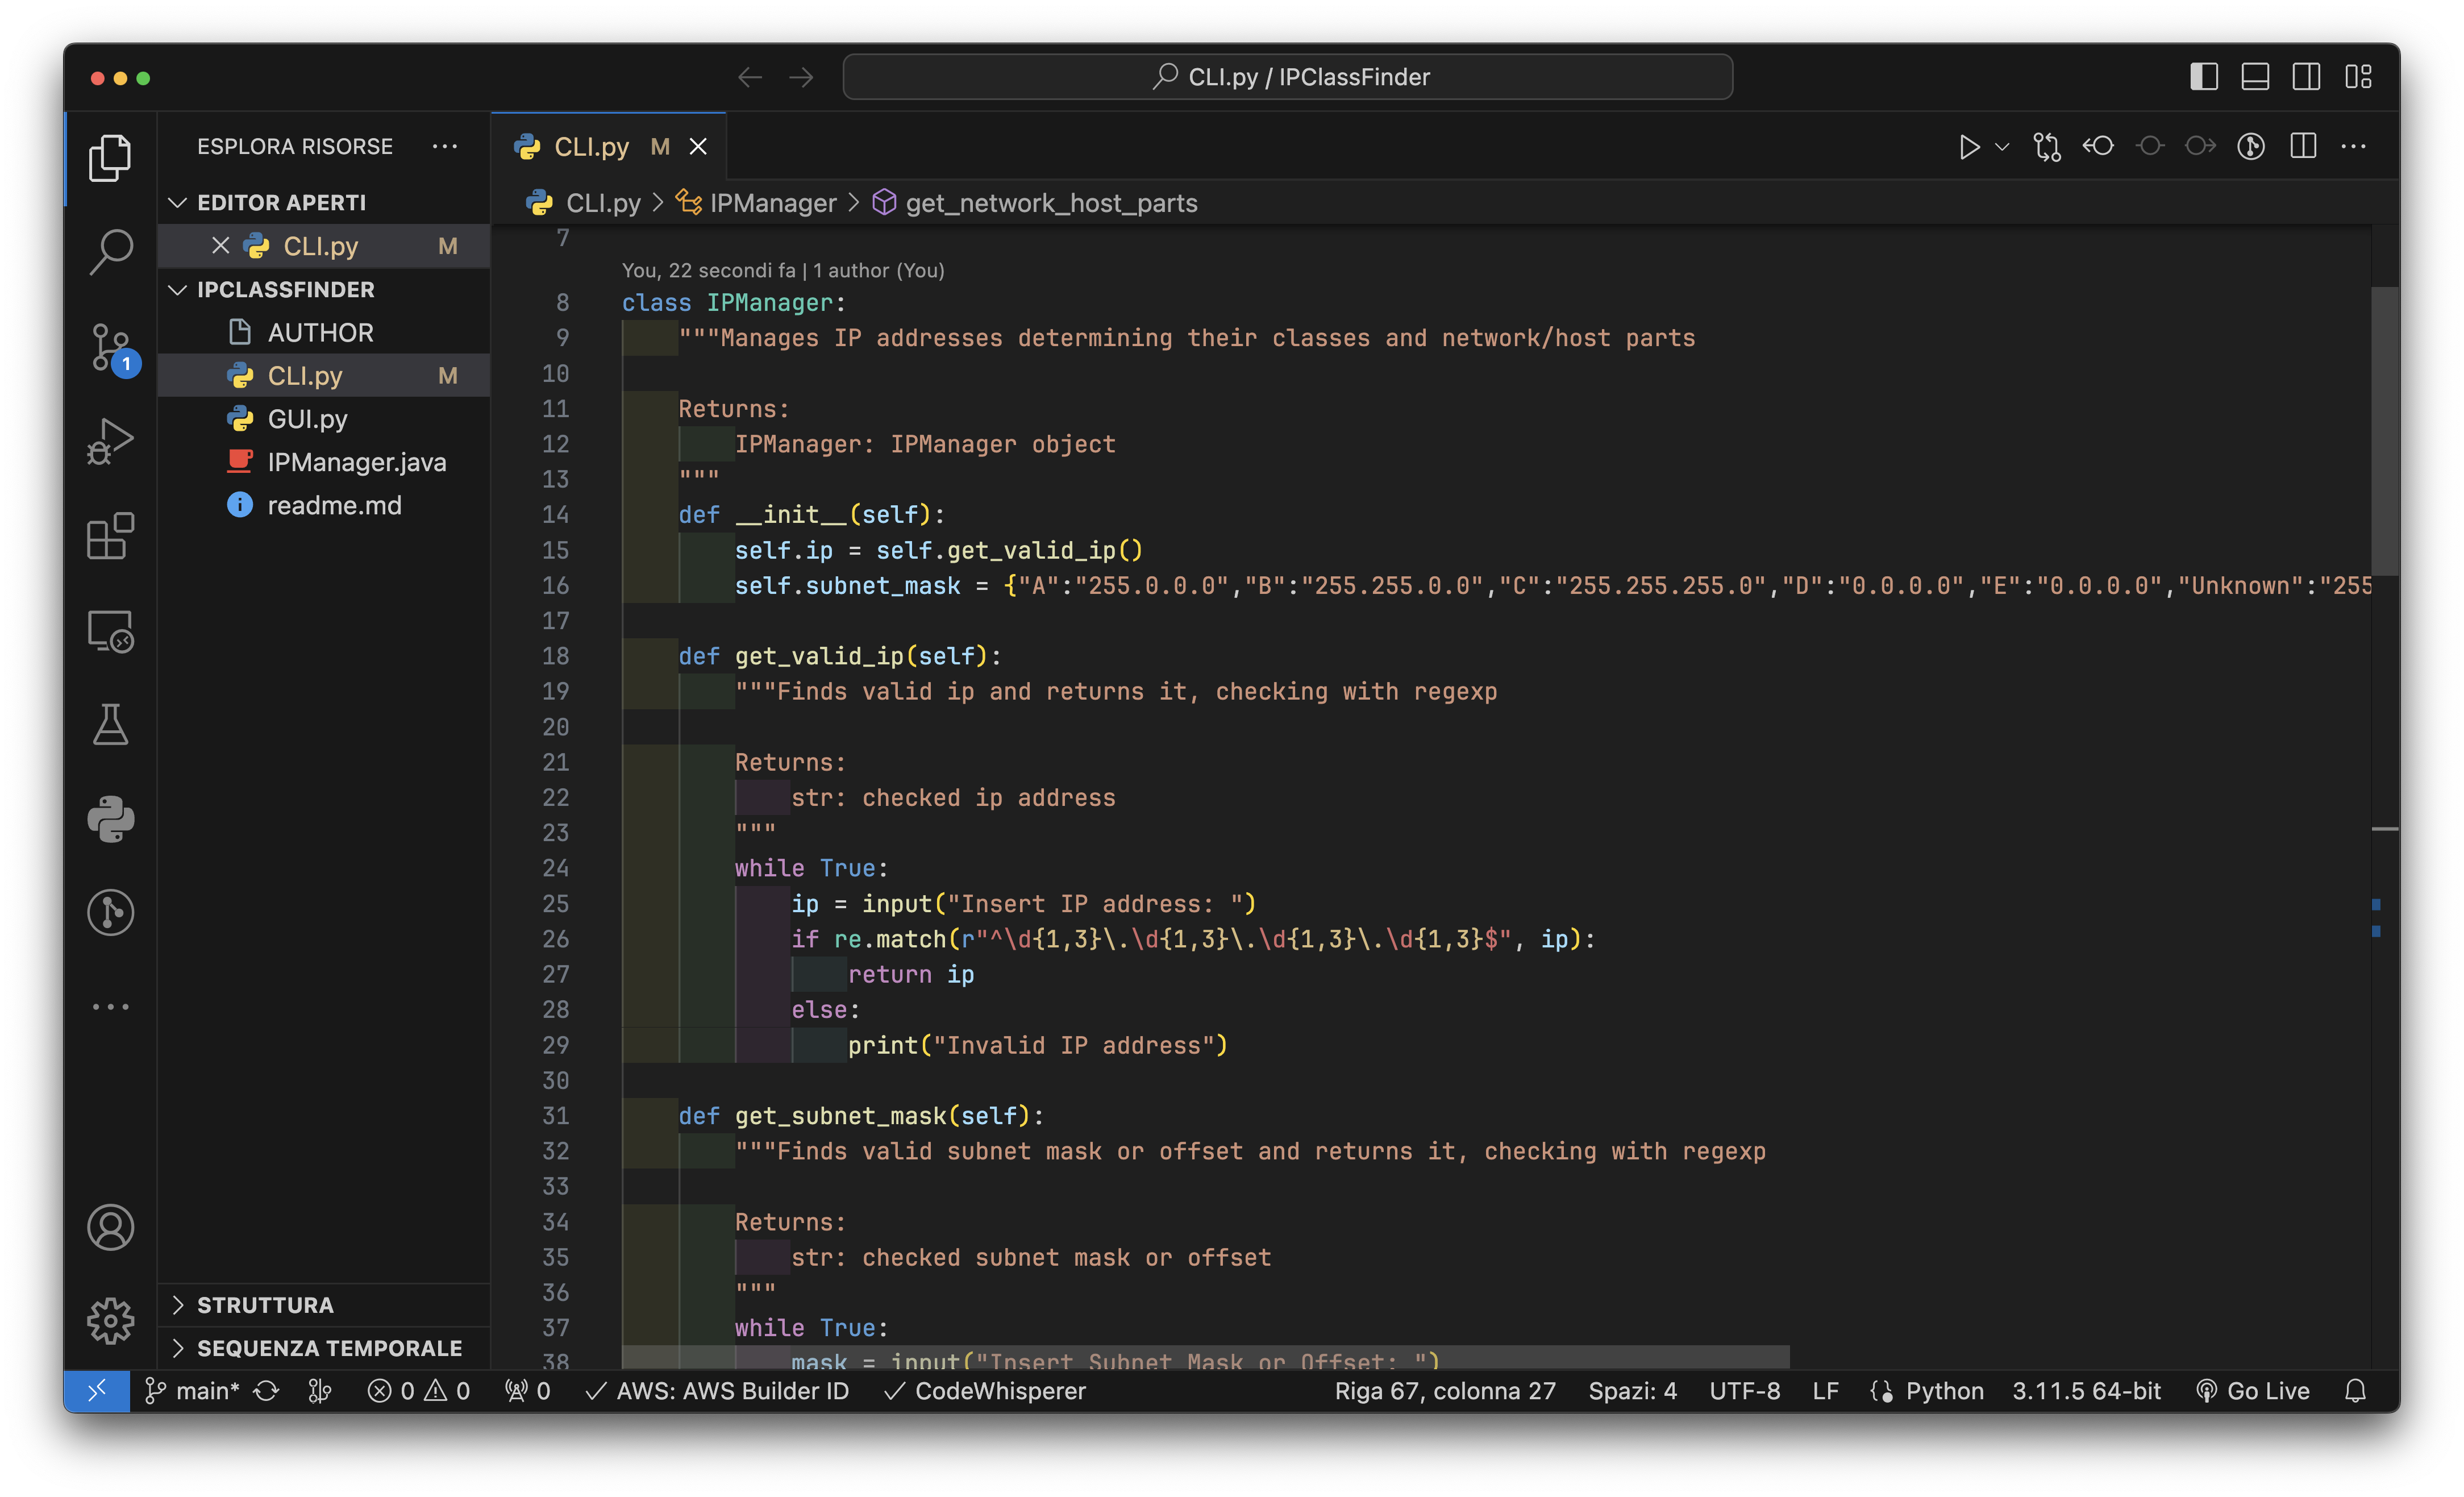 CLI.py / IPClassFinder
ESPLORA RISORSE
EDITOR APERTI
CLI.py M
IPCLASSFINDER
AUTHOR
CLI.py M
GUI.py
IPManager.java
readme.md
STRUTTURA
SEQUENZA TEMPORALE
1
CLI.py M
CLI.py > IPManager > get_network_host_parts
7
You, 22 secondi fa | 1 author (You)
8 class IPManager:
9     """Manages IP addresses determining their classes and network/host parts
10
11     Returns:
12         IPManager: IPManager object
13     """
14     def __init__(self):
15         self.ip = self.get_valid_ip()
16         self.subnet_mask = {"A":"255.0.0.0","B":"255.255.0.0","C":"255.255.255.0","D":"0.0.0.0","E":"0.0.0.0","Unknown":"255
17
18     def get_valid_ip(self):
19         """Finds valid ip and returns it, checking with regexp
20
21         Returns:
22             str: checked ip address
23         """
24         while True:
25             ip = input("Insert IP address: ")
26             if re.match(r"^\d{1,3}\.\d{1,3}\.\d{1,3}\.\d{1,3}$", ip):
27                 return ip
28             else:
29                 print("Invalid IP address")
30
31     def get_subnet_mask(self):
32         """Finds valid subnet mask or offset and returns it, checking with regexp
33
34         Returns:
35             str: checked subnet mask or offset
36         """
37         while True:
38             mask = input("Insert Subnet Mask or Offset: ")
main* 0 0 0 AWS: AWS Builder ID CodeWhisperer Riga 67, colonna 27 Spazi: 4 UTF-8 LF Python 3.11.5 64-bit Go Live